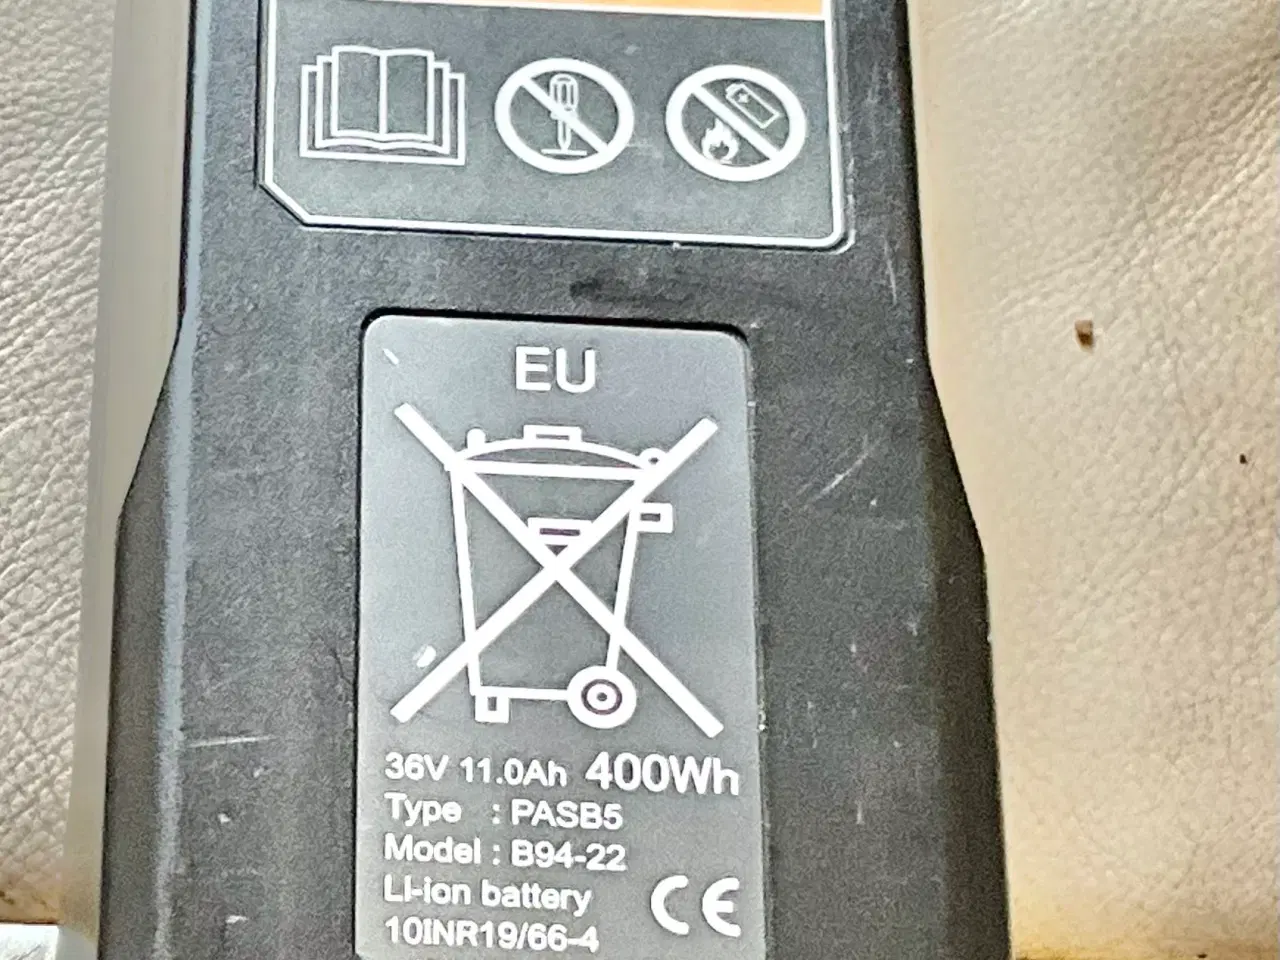 EU
36V 11.0Ah 400Wh
Type : PASB5
Model : B94-22
Li-ion battery
CE
10INR19/66-4